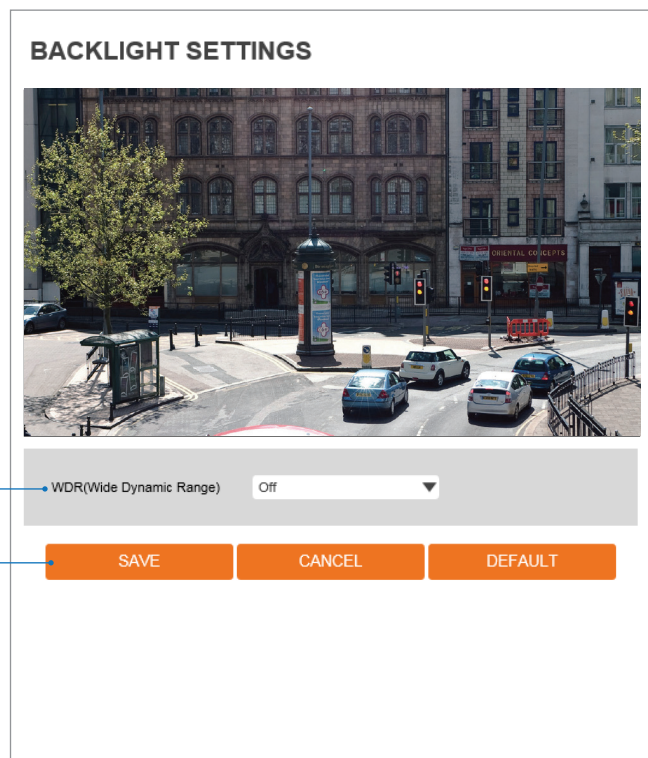 BACKLIGHT SETTINGS
ORIENTAL CONCEPTS
WDR(Wide Dynamic Range) Off
SAVE CANCEL DEFAULT